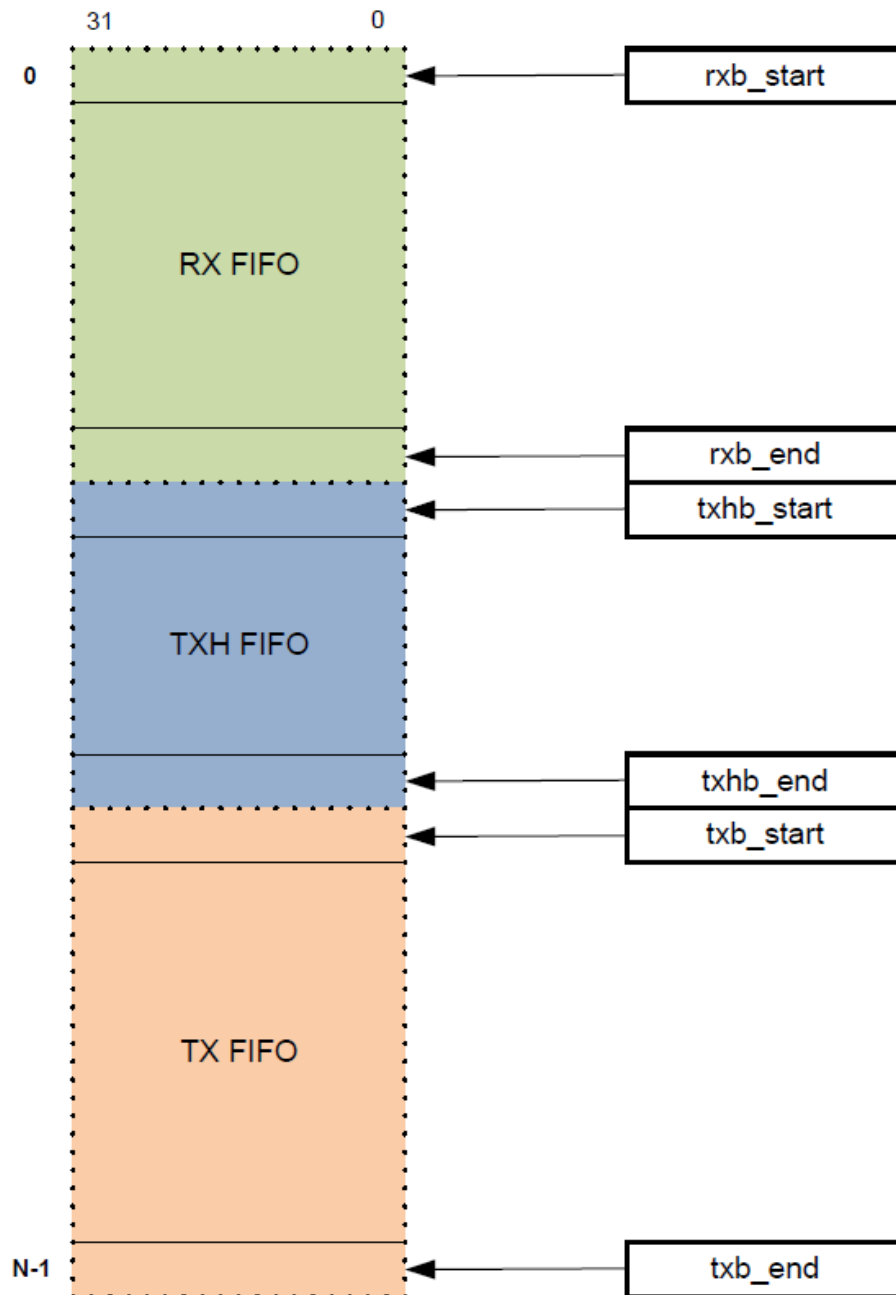 31 0
0 rxb_start
RX FIFO
rxb_end
txhb_start
TXH FIFO
txhb_end
txb_start
TX FIFO
N-1 txb_end